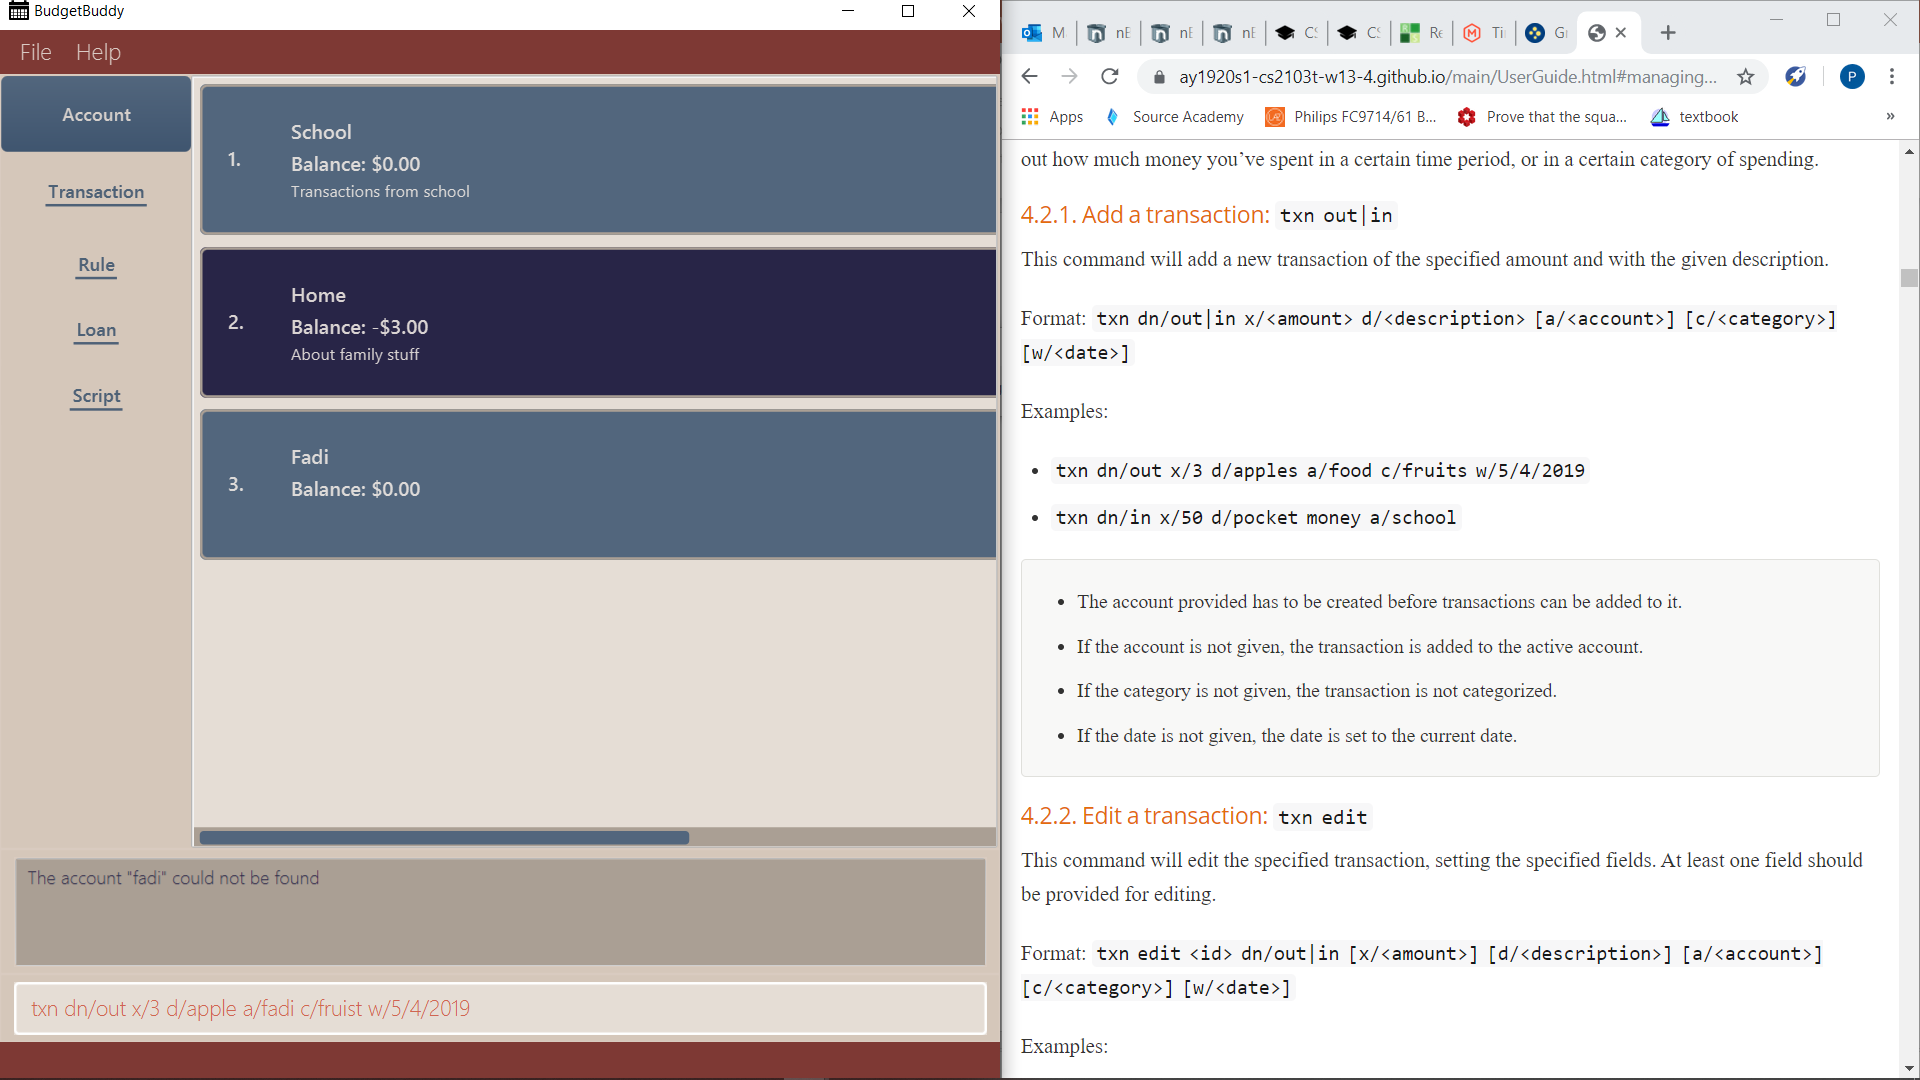 BudgetBuddy
File Help
Account
Transaction
Rule
Loan
Script
1.
School
Balance: $0.00
Transactions from school
2.
Home
Balance: -$3.00
About family stuff
3.
Fadi
Balance: $0.00
The account "fadi" could not be found
txn dn/out x/3 d/apple a/fadi c/fruist w/5/4/2019
M nE nE nE CS CS Re Ti G
ay1920s1-cs2103t-w13-4.github.io/main/UserGuide.html#managing...
P
Apps Source Academy Philips FC9714/61 B... Prove that the squa... textbook »
out how much money you’ve spent in a certain time period, or in a certain category of spending.
4.2.1. Add a transaction: txn out|in
This command will add a new transaction of the specified amount and with the given description.
Format: txn dn/out|in x/<amount> d/<description> [a/<account>] [c/<category>]
[w/<date>]
Examples:
• txn dn/out x/3 d/apples a/food c/fruits w/5/4/2019
• txn dn/in x/50 d/pocket money a/school
• The account provided has to be created before transactions can be added to it.
• If the account is not given, the transaction is added to the active account.
• If the category is not given, the transaction is not categorized.
• If the date is not given, the date is set to the current date.
4.2.2. Edit a transaction: txn edit
This command will edit the specified transaction, setting the specified fields. At least one field should
be provided for editing.
Format: txn edit <id> dn/out|in [x/<amount>] [d/<description>] [a/<account>]
[c/<category>] [w/<date>]
Examples: